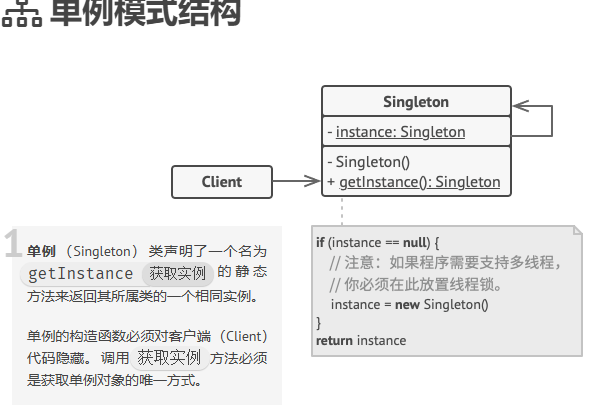 单例模式结构
Singleton
- instance: Singleton
- Singleton()
+ getInstance(): Singleton
Client
1
单例（Singleton）类声明了一个名为
getInstance 获取实例 的静态
方法来返回其所属类的一个相同实例。
单例的构造函数必须对客户端（Client）
代码隐藏。调用 获取实例 方法必须
是获取单例对象的唯一方式。
if (instance == null) {
// 注意：如果程序需要支持多线程，
// 你必须在此放置线程锁。
instance = new Singleton()
}
return instance